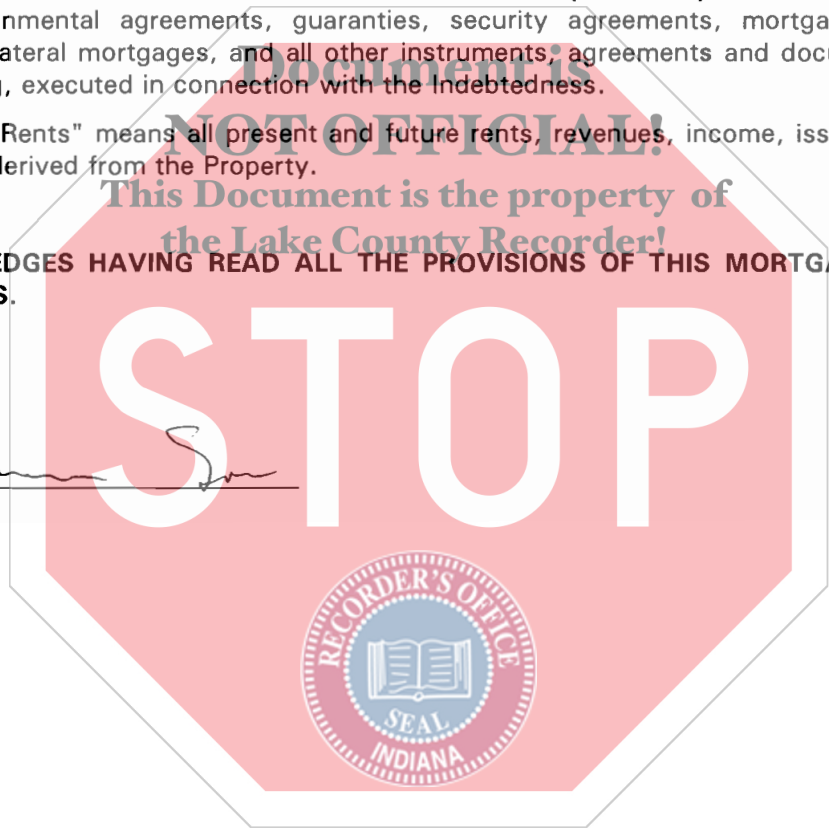 nmental agreements, guaranties, security agreements, mortga
ateral mortgages, and all other instruments, agreements and docu
, executed in connection with the Indebtedness.
Document is
Rents" means all present and future rents, revenues, income, iss
NOT OFFICIAL!
derived from the Property.
This Document is the property of
the Lake County Recorder!
EDGES HAVING READ ALL THE PROVISIONS OF THIS MORTGA
S.
STOP
RECORDER'S OFFICE
SEAL
INDIANA